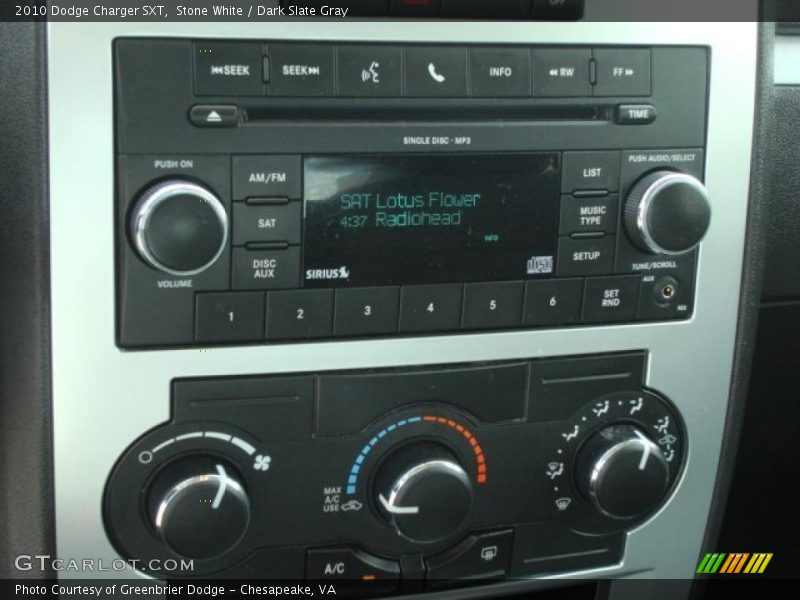 2010 Dodge Charger SXT,  Stone White / Dark Slate Gray
OFF
SEEK
SEEK
INFO
RW
FF
TIME
SINGLE DISC - MP3
PUSH ON
PUSH AUDIO/SELECT
AM/FM
LIST
SAT Lotus Flower
SAT
MUSIC
TYPE
4:37 Radiohead
INFO
DISC
AUX
SETUP
SIRIUS
disc
VOLUME
TUNE/SCROLL
AUX
1
2
3
4
5
6
SET
RND
MAX
A/C
USE
A/C
GTCARLOT.COM
Photo Courtesy of Greenbrier Dodge - Chesapeake, VA